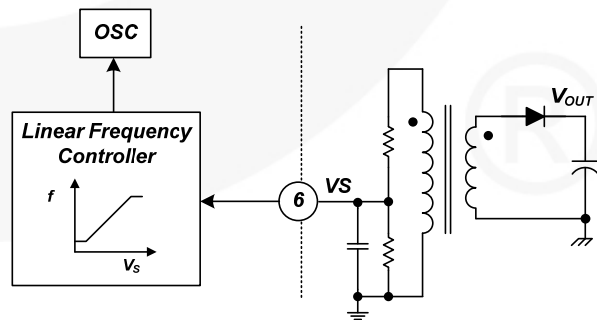 OSC
Linear Frequency
Controller
f
VS
6
VS
VOUT
®